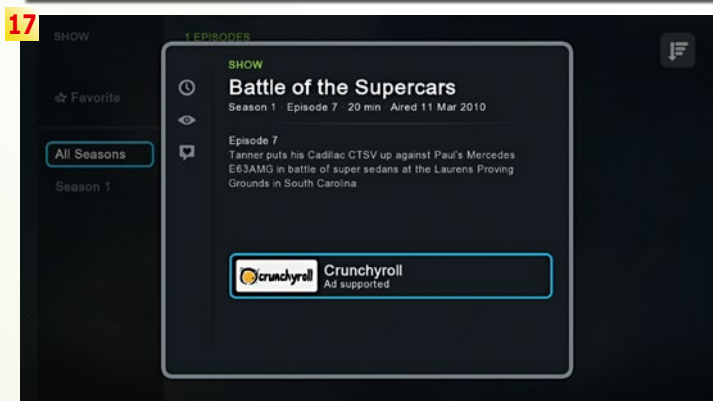 17
SHOW
1 EPISODES
☆ Favorite
All Seasons
Season 1
SHOW
Battle of the Supercars
Season 1 · Episode 7 · 20 min · Aired 11 Mar 2010
Episode 7
Tanner puts his Cadillac CTSV up against Paul's Mercedes
E63AMG in battle of super sedans at the Laurens Proving
Grounds in South Carolina
crunchyroll
Crunchyroll
Ad supported